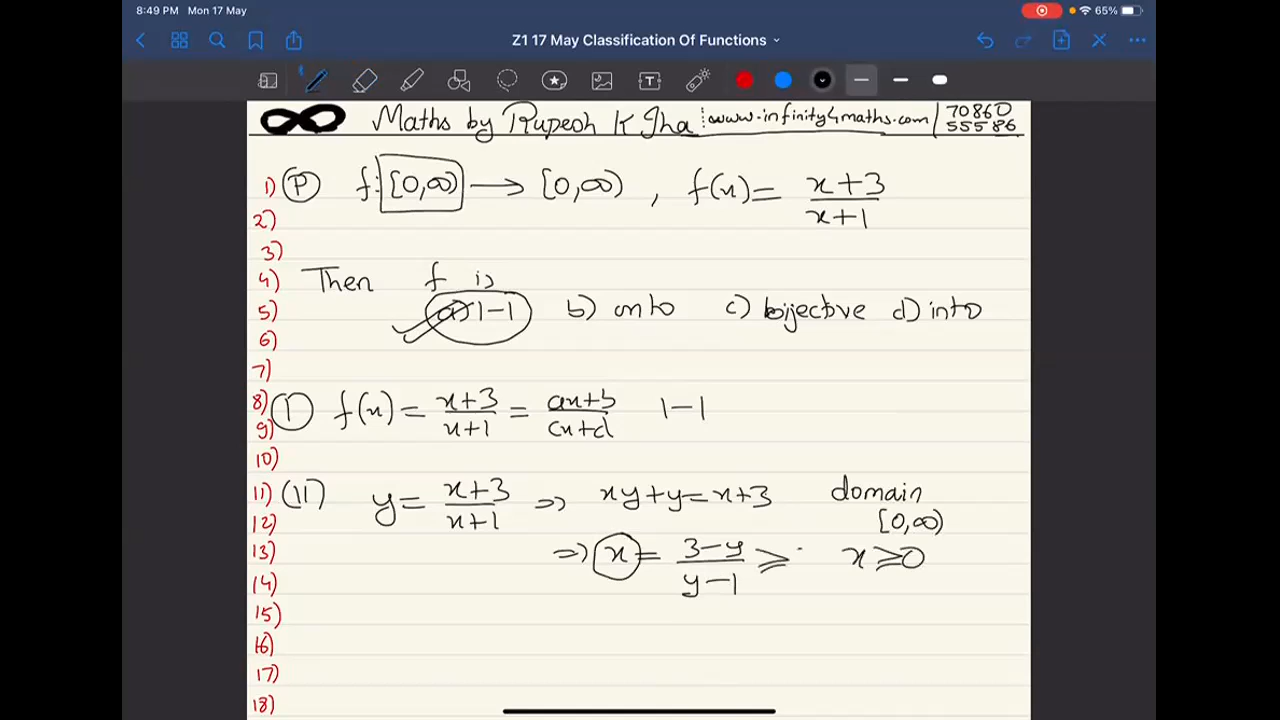 8:49 PM Mon 17 May
65%
Z1 17 May Classification Of Functions
Maths by Rupesh K Jha www.infinity4maths.com 70860 55586
1) (P) f: [0,∞) → [0,∞) , f(x) = x+3 / x+1
2)
3)
4) Then f is
5) a) 1-1 b) onto c) bijective d) into
6)
7)
8) (I) f(x) = x+3 / x+1 = ax+b / cx+d 1-1
9)
10)
11) (II) y = x+3 / x+1 ⇒ xy+y = x+3 domain
12) [0,∞)
13) ⇒ x = 3-y / y-1 ≥ x ≥ 0
14)
15)
16)
17)
18)